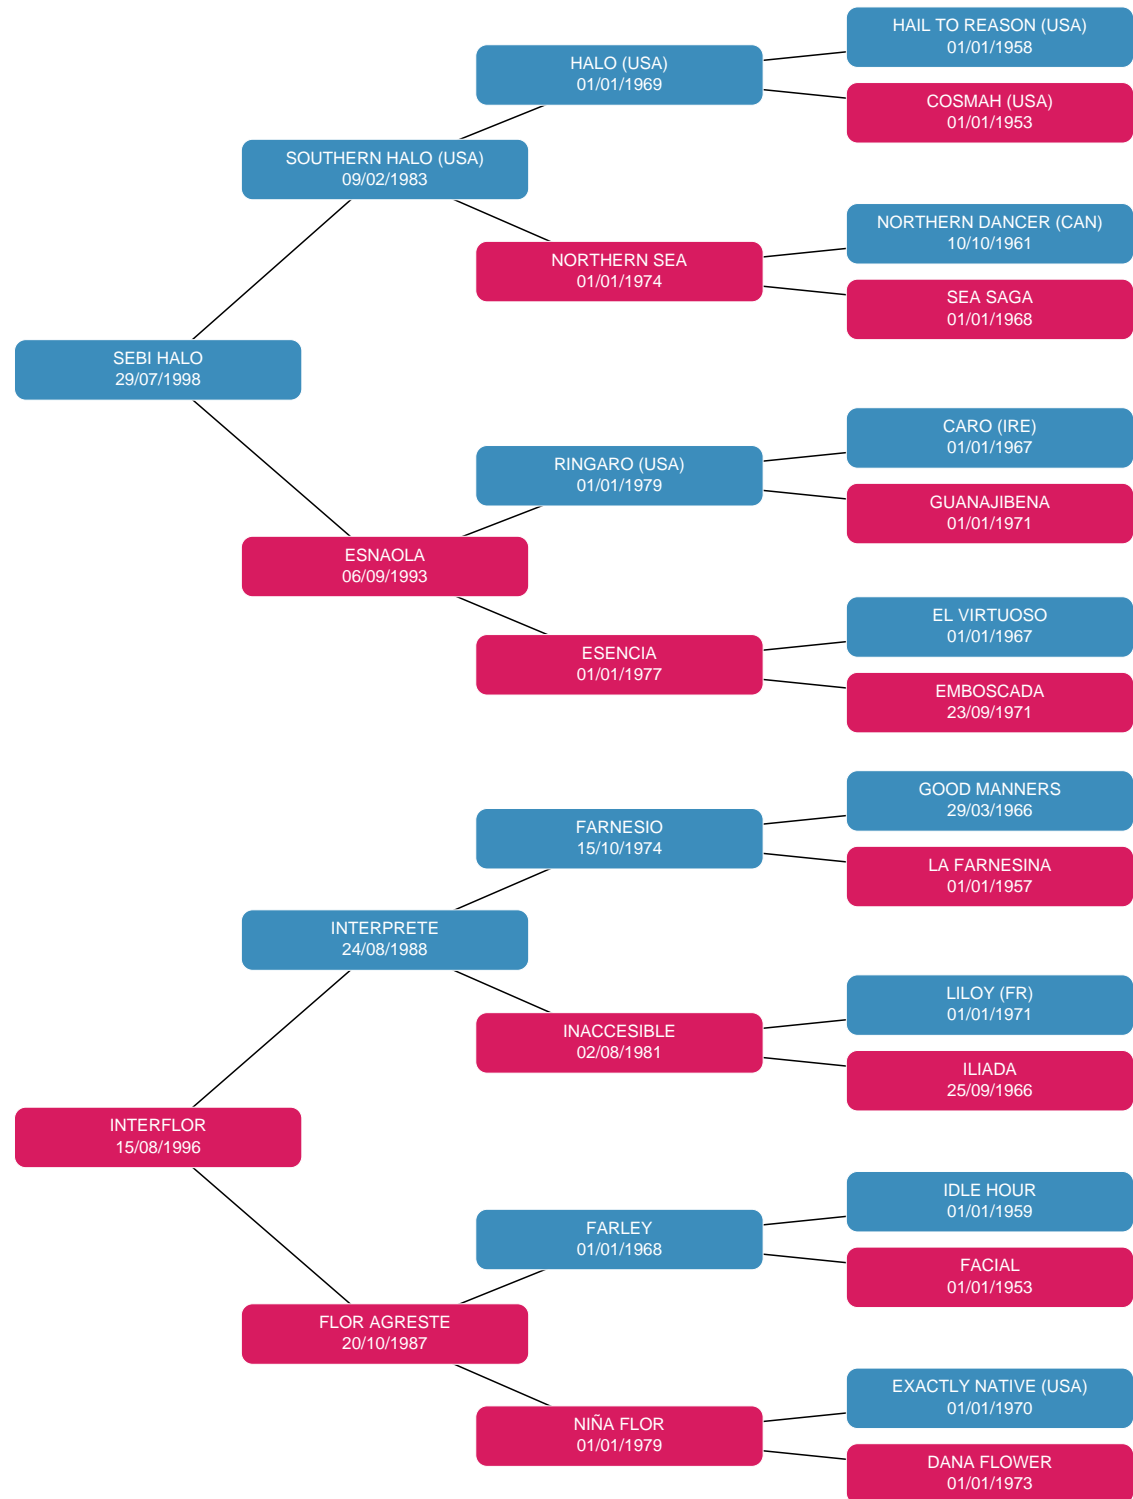 HAIL TO REASON (USA)
01/01/1958
HALO (USA)
01/01/1969
COSMAH (USA)
01/01/1953
SOUTHERN HALO (USA)
09/02/1983
NORTHERN DANCER (CAN)
10/10/1961
NORTHERN SEA
01/01/1974
SEA SAGA
01/01/1968
SEBI HALO
29/07/1998
CARO (IRE)
01/01/1967
RINGARO (USA)
01/01/1979
GUANAJIBENA
01/01/1971
ESNAOLA
06/09/1993
EL VIRTUOSO
01/01/1967
ESENCIA
01/01/1977
EMBOSCADA
23/09/1971
GOOD MANNERS
29/03/1966
FARNESIO
15/10/1974
LA FARNESINA
01/01/1957
INTERPRETE
24/08/1988
LILOY (FR)
01/01/1971
INACCESIBLE
02/08/1981
ILIADA
25/09/1966
INTERFLOR
15/08/1996
IDLE HOUR
01/01/1959
FARLEY
01/01/1968
FACIAL
01/01/1953
FLOR AGRESTE
20/10/1987
EXACTLY NATIVE (USA)
01/01/1970
NIÑA FLOR
01/01/1979
DANA FLOWER
01/01/1973